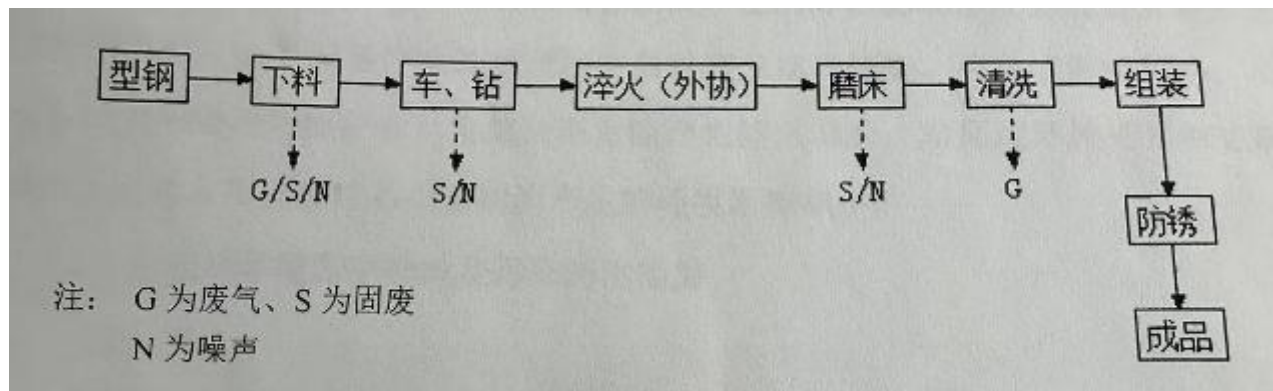 型钢
下料
车、钻
淬火（外协）
磨床
清洗
组装
G/S/N
S/N
S/N
G
防锈
注： G 为废气、S 为固废
N 为噪声
成品